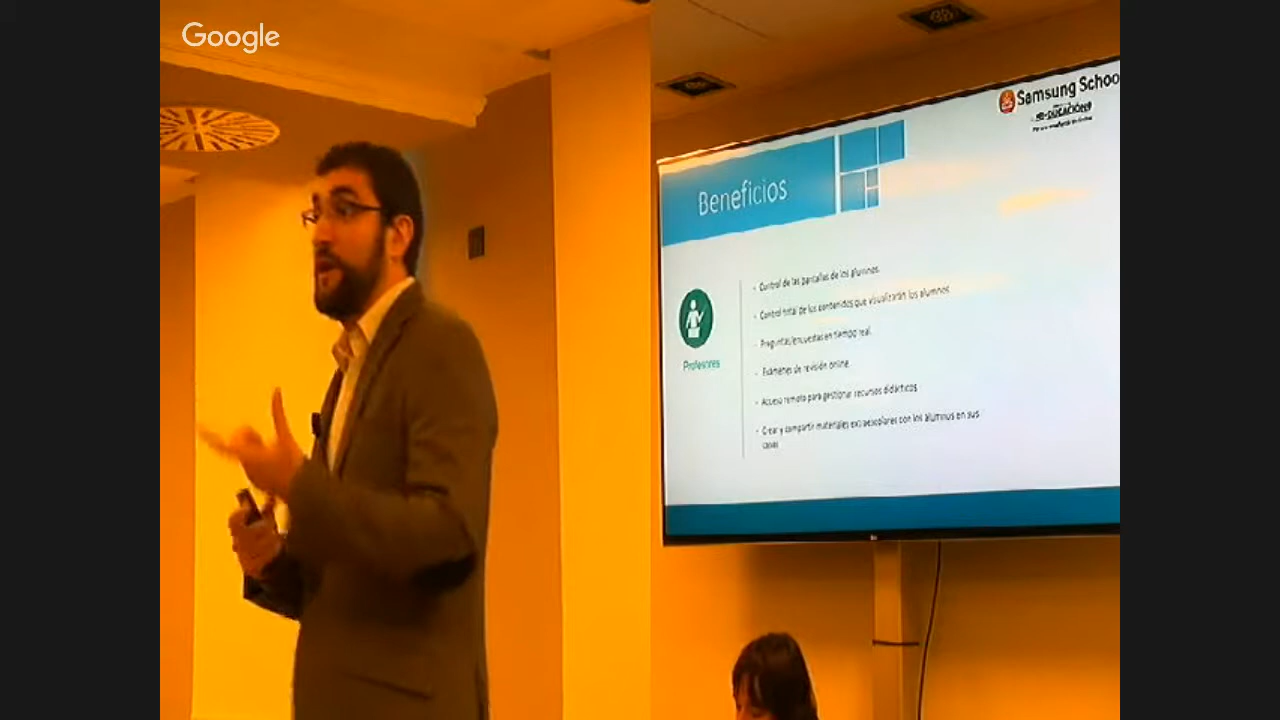 Google
Samsung Schoo
Beneficios
- Control de las pantallas de los alumnos.
- Control total de los contenidos que visualizarán los alumnos
- Preguntas/encuestas en tiempo real.
Profesores
- Exámenes de revisión online
- Acceso remoto para gestionar recursos didácticos
- Crear y compartir materiales extraescolares con los alumnos en sus
casas